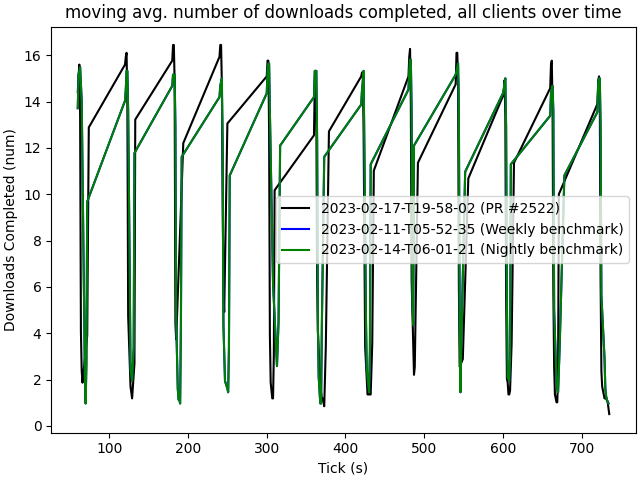 moving avg. number of downloads completed, all clients over time
Downloads Completed (num)
16
14
12
10
8
6
4
2
0
2023-02-17-T19-58-02 (PR #2522)
2023-02-11-T05-52-35 (Weekly benchmark)
2023-02-14-T06-01-21 (Nightly benchmark)
100 200 300 400 500 600 700
Tick (s)